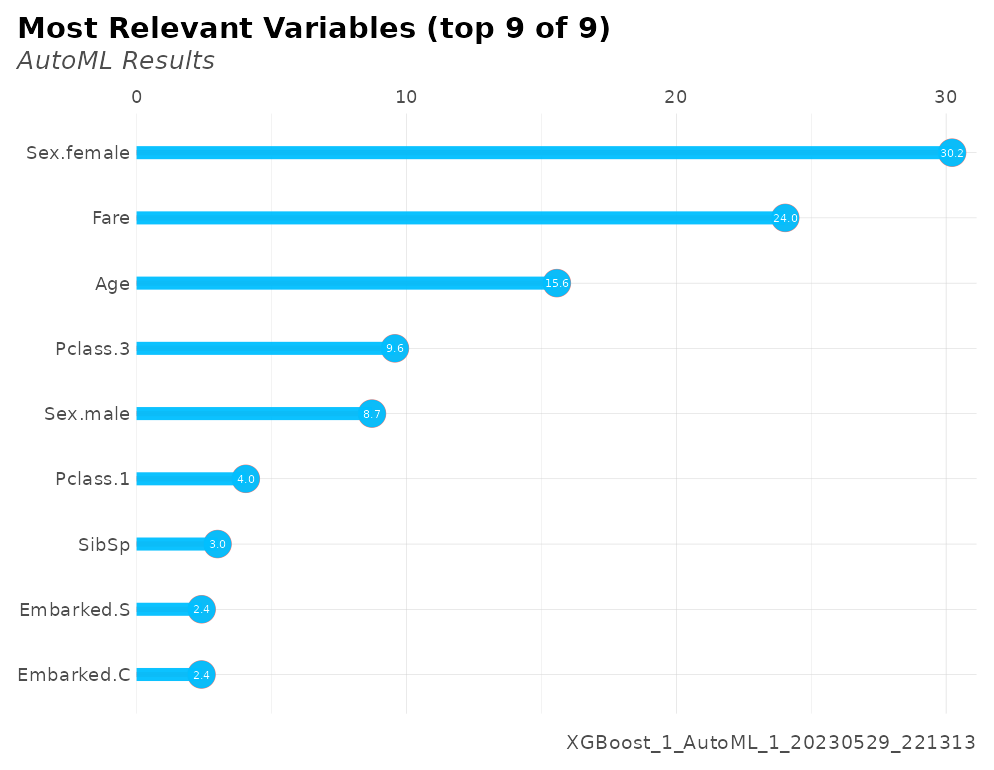 Most Relevant Variables (top 9 of 9)
AutoML Results
0 10 20 30
Sex.female 30.2
Fare 24.0
Age 15.6
Pclass.3 9.6
Sex.male 8.7
Pclass.1 4.0
SibSp 3.0
Embarked.S 2.4
Embarked.C 2.4
XGBoost_1_AutoML_1_20230529_221313